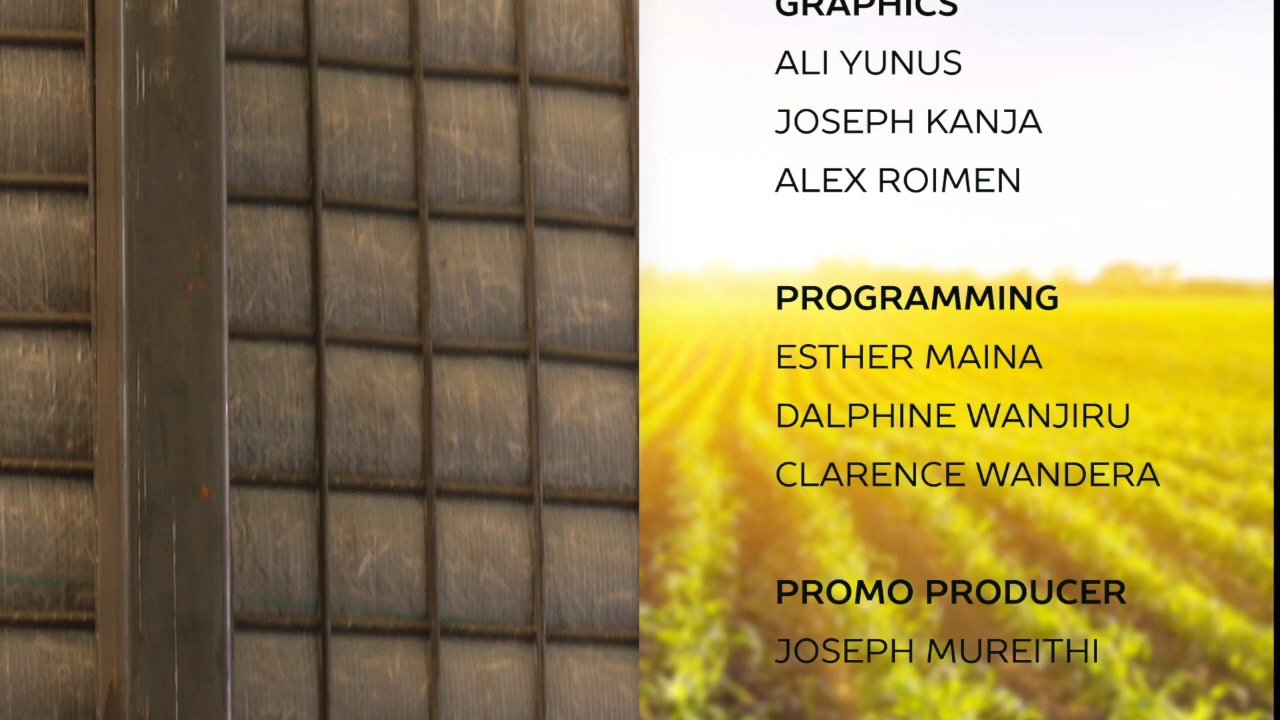 GRAPHICS
ALI YUNUS
JOSEPH KANJA
ALEX ROIMEN
PROGRAMMING
ESTHER MAINA
DALPHINE WANJIRU
CLARENCE WANDERA
PROMO PRODUCER
JOSEPH MUREITHI